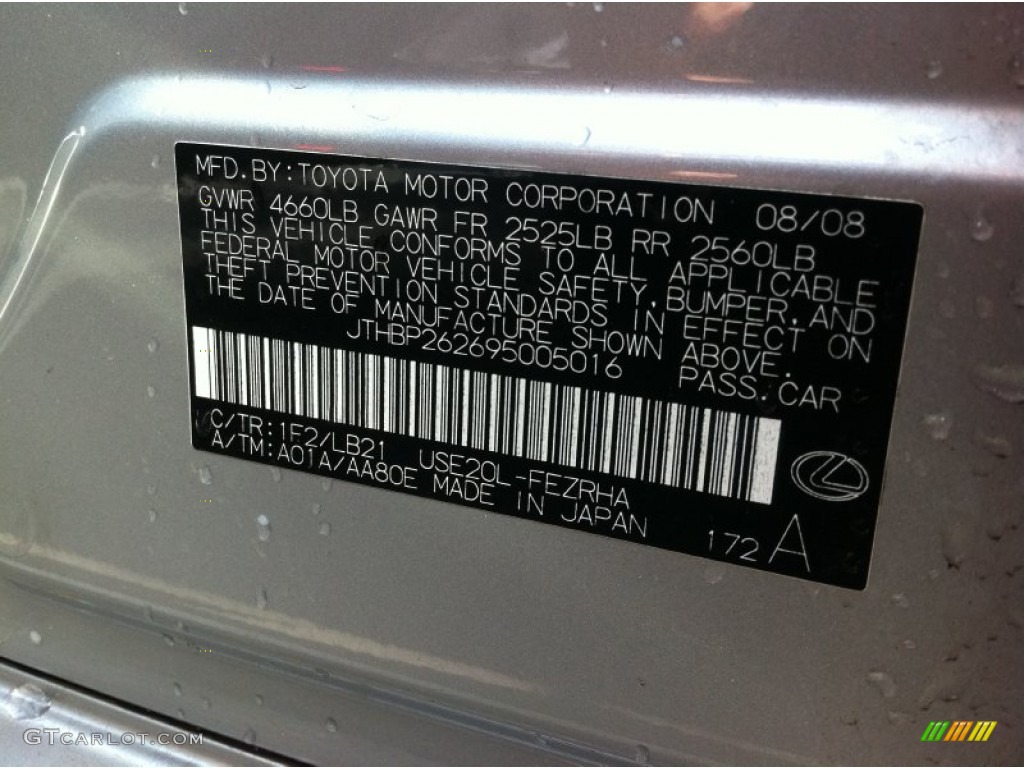 MFD.BY:TOYOTA MOTOR CORPORATION 08/08
GVWR 4660LB GAWR FR 2525LB RR 2560LB
THIS VEHICLE CONFORMS TO ALL APPLICABLE
FEDERAL MOTOR VEHICLE SAFETY,BUMPER,AND
THEFT PREVENTION STANDARDS IN EFFECT ON
THE DATE OF MANUFACTURE SHOWN ABOVE.
JTHBP262695005016 PASS.CAR
C/TR:1F2/LB21 USE20L-FEZRHA
A/TM:A01A/AA80E MADE IN JAPAN 172 A
GTcarlot.com